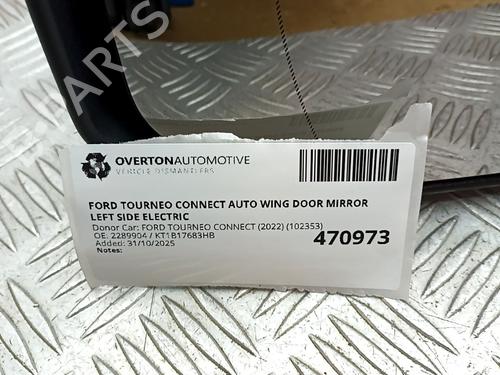 OVERTONAUTOMOTIVE
VEHICLE DISMANTLERS
FORD TOURNEO CONNECT AUTO WING DOOR MIRROR
LEFT SIDE ELECTRIC
Donor Car: FORD TOURNEO CONNECT (2022) (102353)
OE: 2289904 / KT1B17683HB
Added: 31/10/2025
Notes:
470973